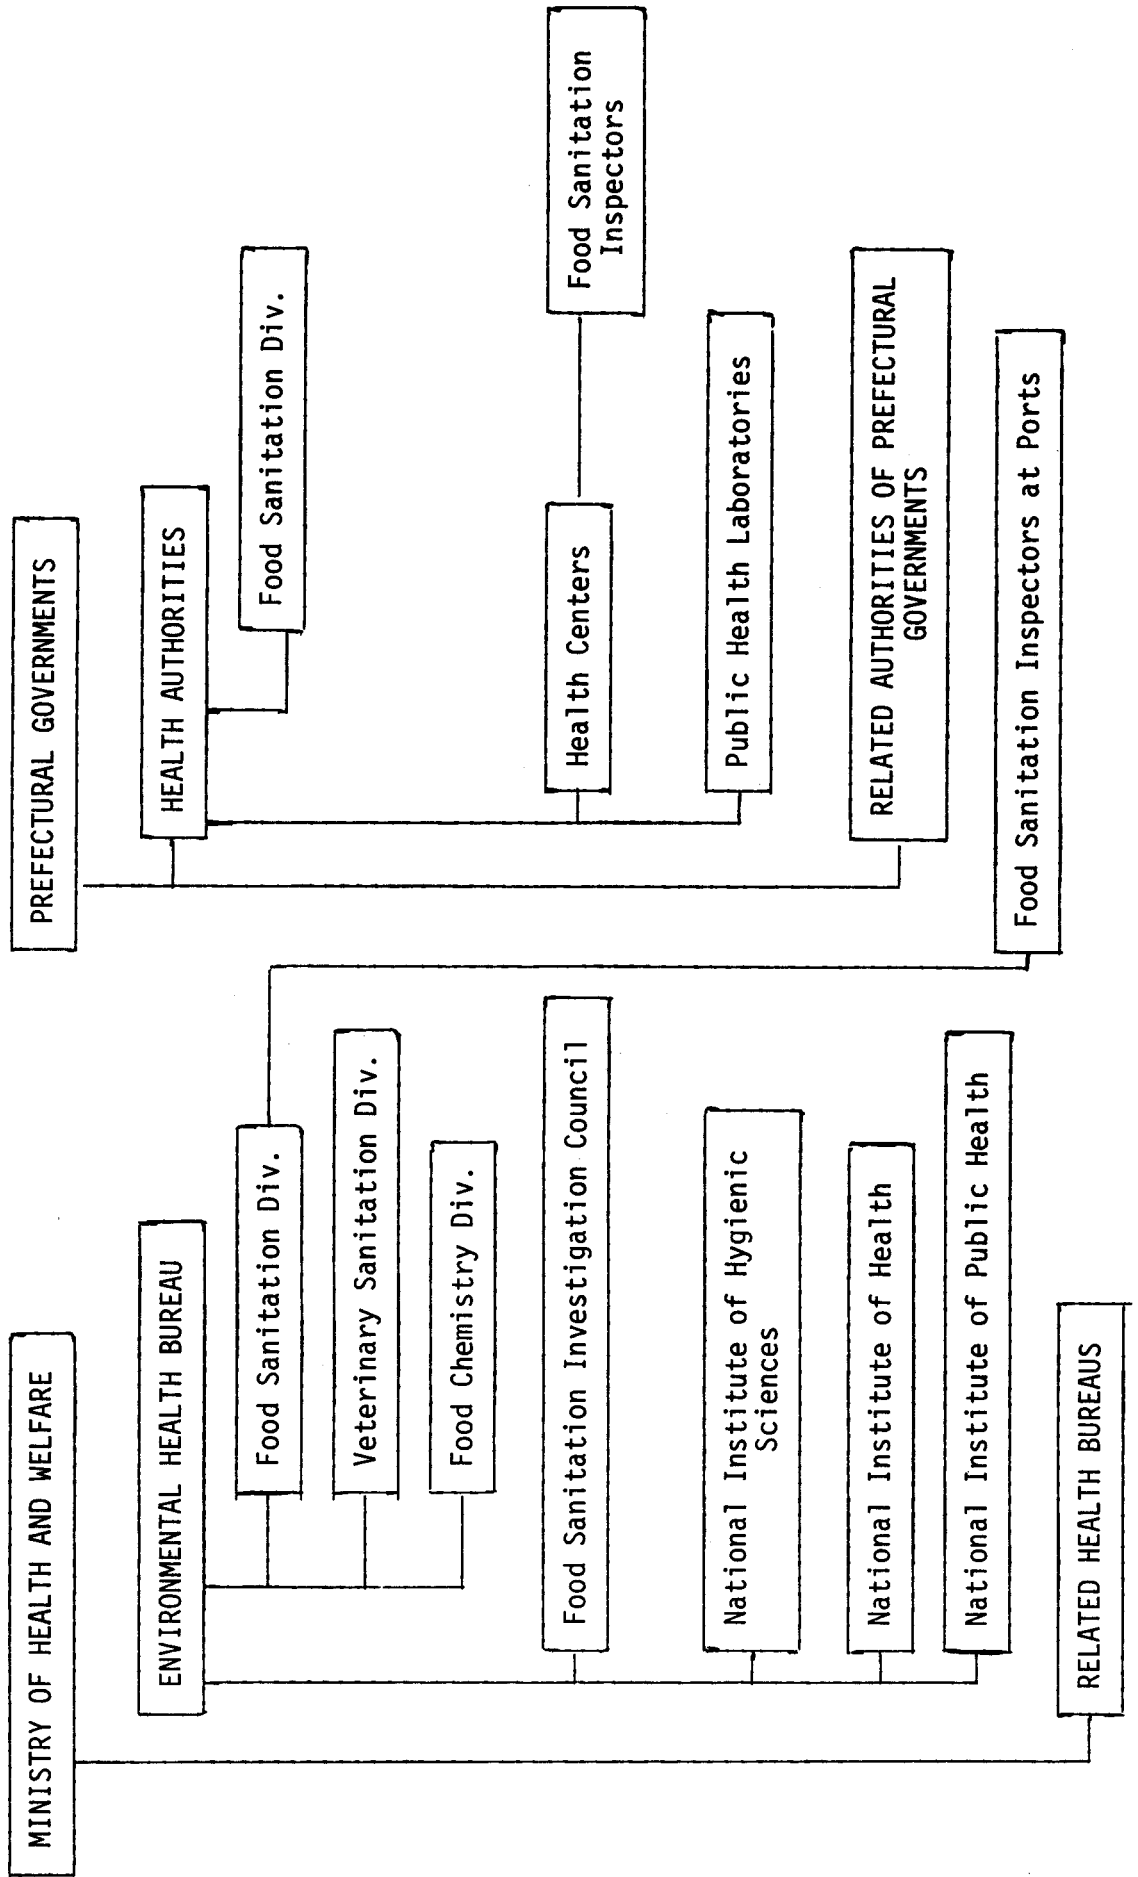 MINISTRY OF HEALTH AND WELFARE
ENVIRONMENTAL HEALTH BUREAU
Food Sanitation Div.
Veterinary Sanitation Div.
Food Chemistry Div.
Food Sanitation Investigation Council
National Institute of Hygienic
Sciences
National Institute of Health
National Institute of Public Health
RELATED HEALTH BUREAUS
PREFECTURAL GOVERNMENTS
HEALTH AUTHORITIES
Food Sanitation Div.
Health Centers
Food Sanitation
Inspectors
Public Health Laboratories
RELATED AUTHORITIES OF PREFECTURAL
GOVERNMENTS
Food Sanitation Inspectors at Ports